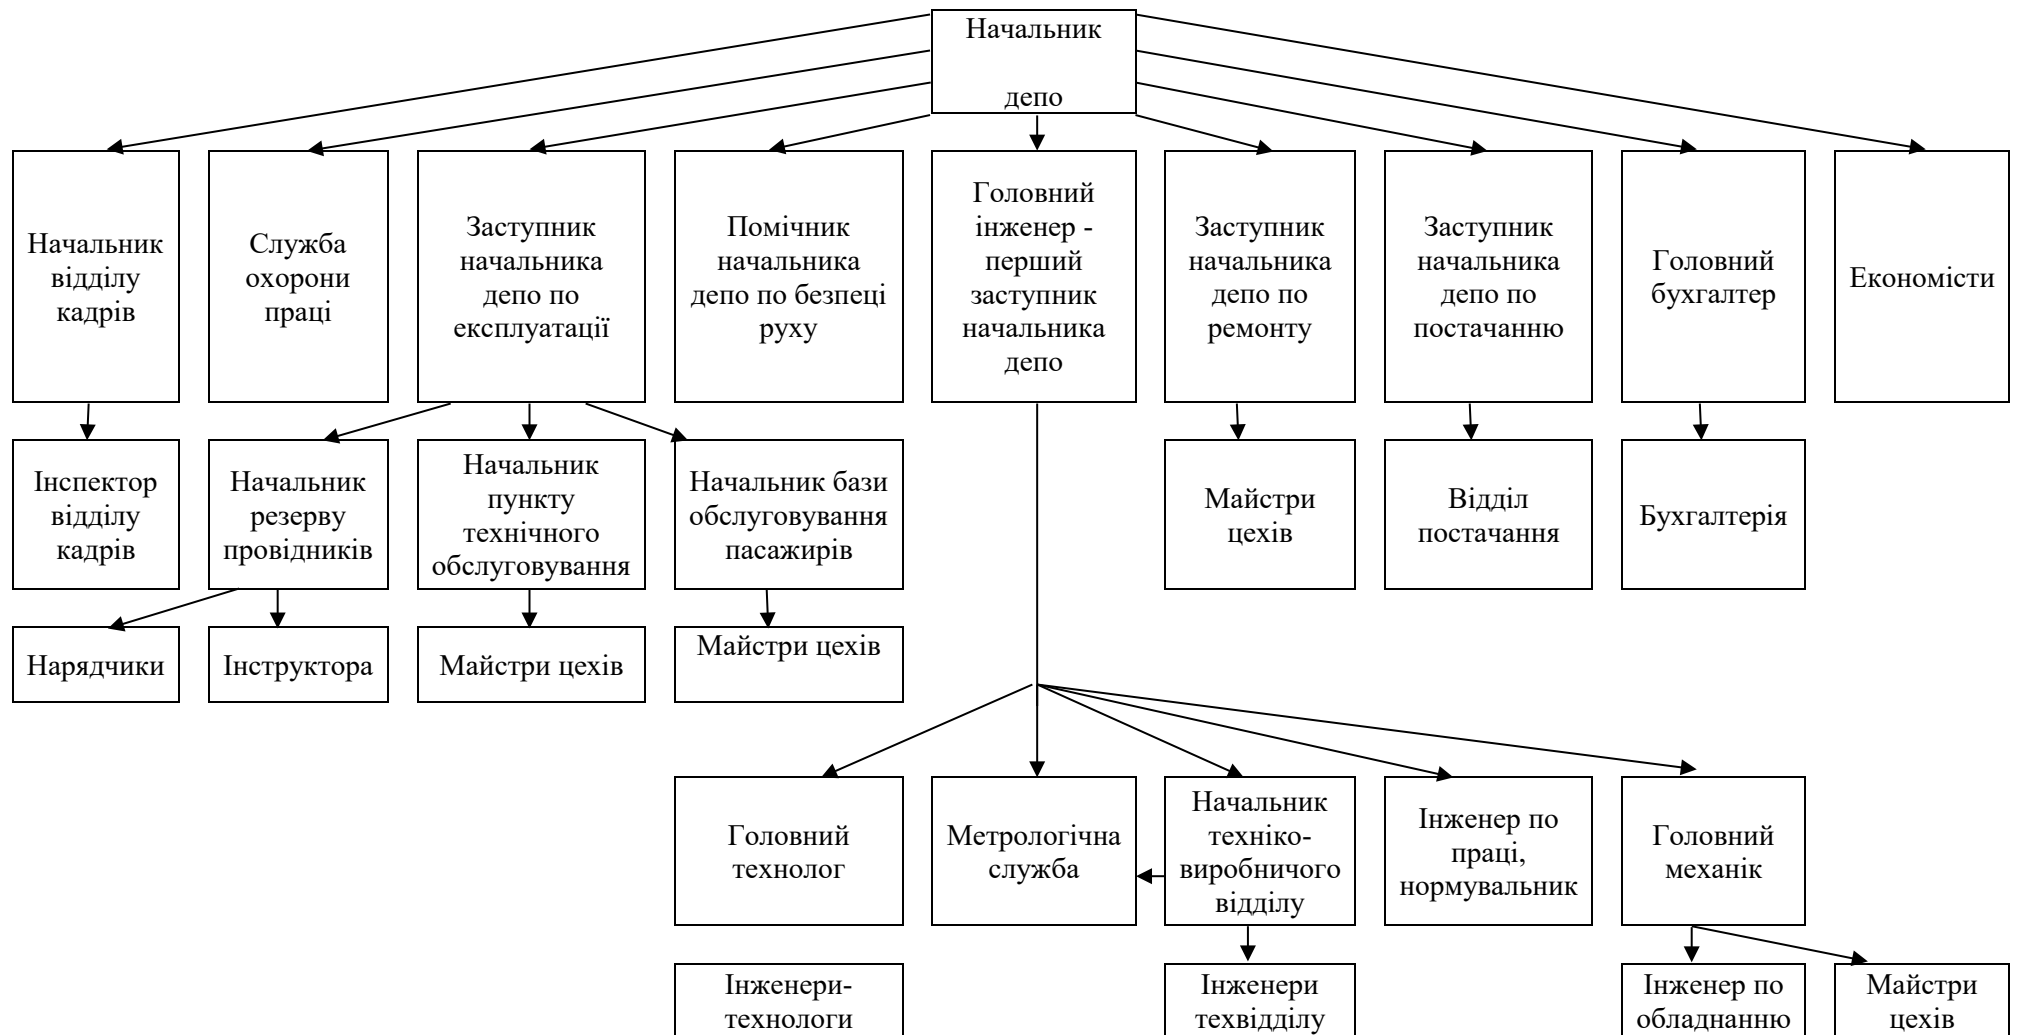 Начальник
депо
Начальник
відділу
кадрів
Служба
охорони
праці
Заступник
начальника
депо по
експлуатації
Помічник
начальника
депо по безпеці
руху
Головний
інженер -
перший
заступник
начальника
депо
Заступник
начальника
депо по
ремонту
Заступник
начальника
депо по
постачанню
Головний
бухгалтер
Економісти
Інспектор
відділу
кадрів
Начальник
резерву
провідників
Начальник
пункту
технічного
обслуговування
Начальник бази
обслуговування
пасажирів
Майстри
цехів
Відділ
постачання
Бухгалтерія
Нарядчики
Інструктора
Майстри цехів
Майстри цехів
Головний
технолог
Метрологічна
служба
Начальник
техніко-
виробничого
відділу
Інженер по
праці,
нормувальник
Головний
механік
Інженери-
технологи
Інженери
техвідділу
Інженер по
обладнанню
Майстри
цехів